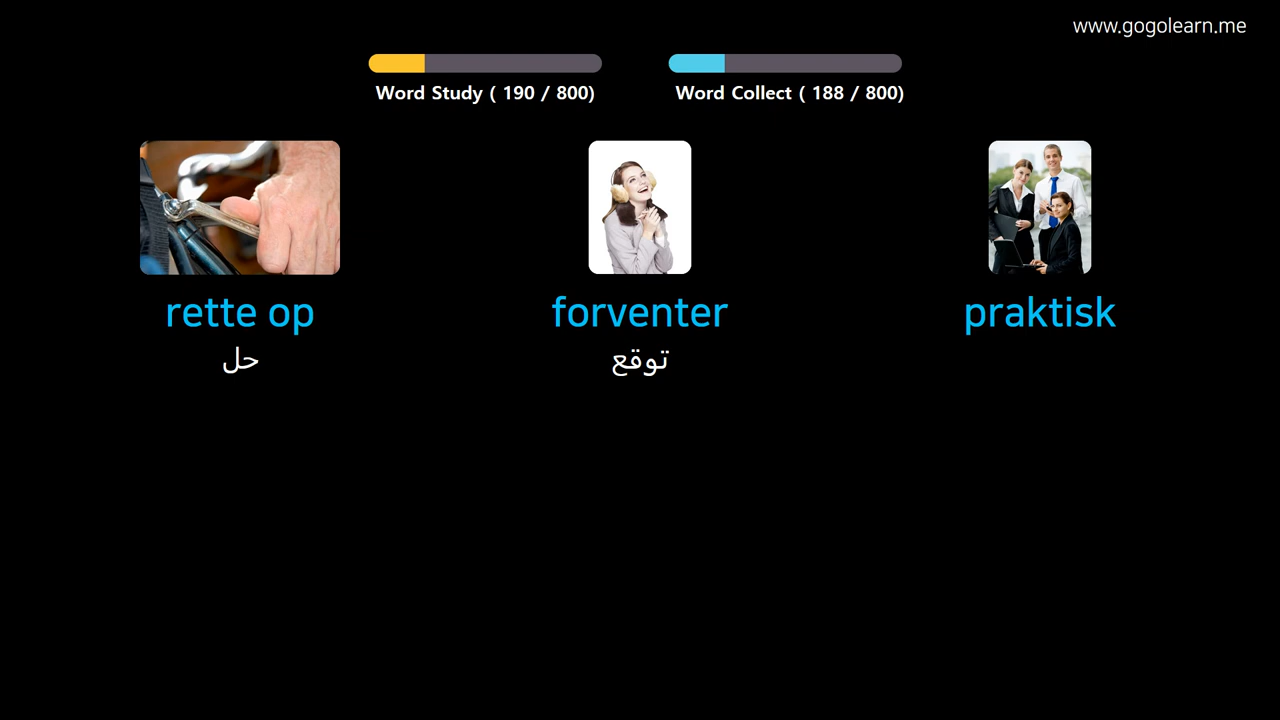 www.gogolearn.me
Word Study ( 190 / 800)
Word Collect ( 188 / 800)
rette op
forventer
praktisk
حل
توقع